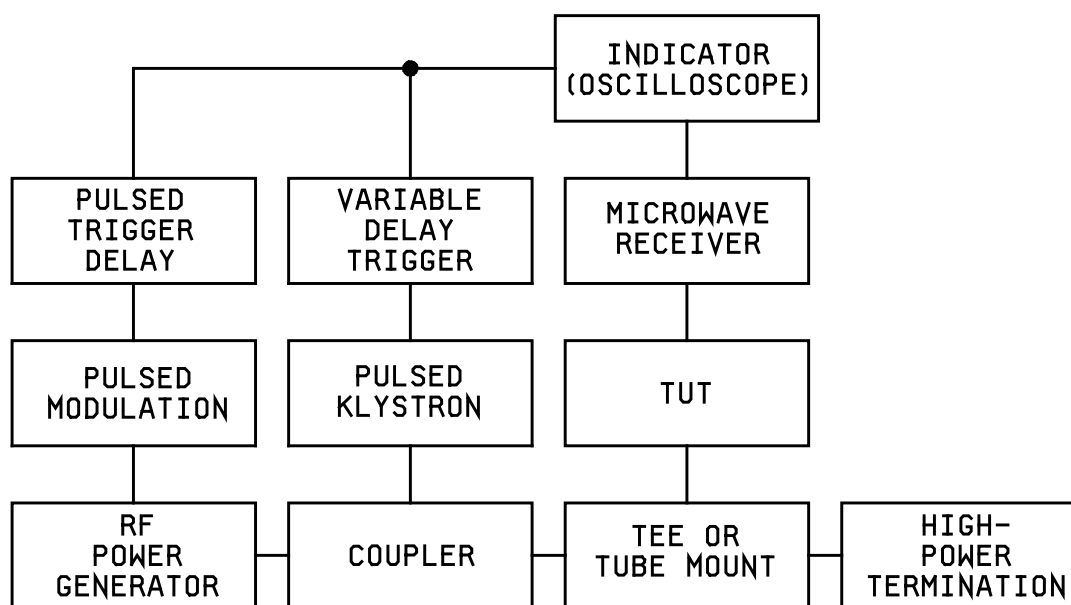 INDICATOR
(OSCILLOSCOPE)
PULSED
TRIGGER
DELAY
VARIABLE
DELAY
TRIGGER
MICROWAVE
RECEIVER
PULSED
MODULATION
PULSED
KLYSTRON
TUT
RF
POWER
GENERATOR
COUPLER
TEE OR
TUBE MOUNT
HIGH-
POWER
TERMINATION